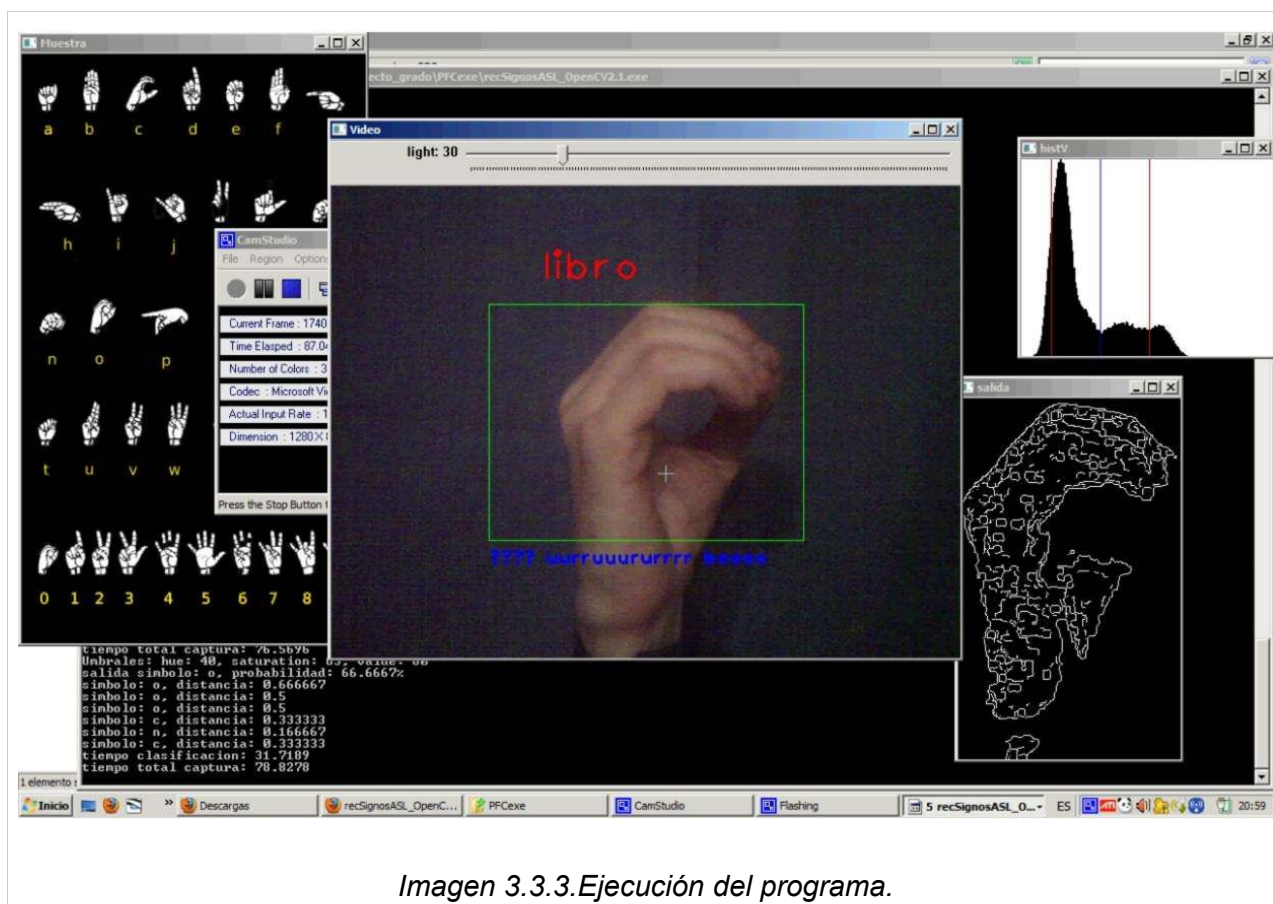 Muestra
a b c d e f
h i j
n o p
t u v w
0 1 2 3 4 5 6 7 8
ecto_grado\PFCexe\recSignosASL_OpenCV2.1.exe
CamStudio
File Region Option
Current Frame : 1740
Time Elasped : 87.04
Number of Colors : 3
Codec : Microsoft Vi
Actual Input Rate : 1
Dimension : 1280 X
Press the Stop Button
Video
light: 30
libro
???? uurruuururrrr
histV
salida
tiempo total captura: 76.5696
Umbrales: hue: 40, saturation:
salida simbolo: o, probabilidad: 66.6667%
simbolo: o, distancia: 0.666667
simbolo: o, distancia: 0.5
simbolo: o, distancia: 0.5
simbolo: c, distancia: 0.333333
simbolo: n, distancia: 0.166667
simbolo: c, distancia: 0.333333
tiempo clasificacion: 31.7189
tiempo total captura: 78.8278
1 elemento
Inicio » Descargas recSignosASL_OpenC... PFCexe CamStudio Flashing 5 recSignosASL_O... ES 20:59
Imagen 3.3.3.Ejecución del programa.